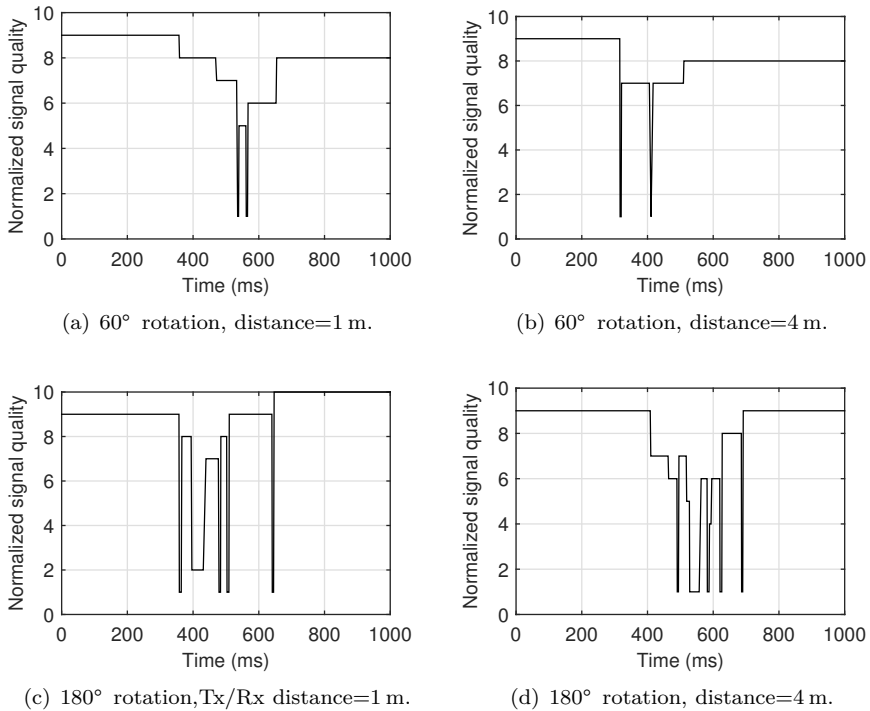 10
8
6
4
2
0
Normalized signal quality
0 200 400 600 800 1000
Time (ms)
(a) 60° rotation, distance=1 m.
10
8
6
4
2
0
Normalized signal quality
0 200 400 600 800 1000
Time (ms)
(b) 60° rotation, distance=4 m.
10
8
6
4
2
0
Normalized signal quality
0 200 400 600 800 1000
Time (ms)
(c) 180° rotation,Tx/Rx distance=1 m.
10
8
6
4
2
0
Normalized signal quality
0 200 400 600 800 1000
Time (ms)
(d) 180° rotation, distance=4 m.